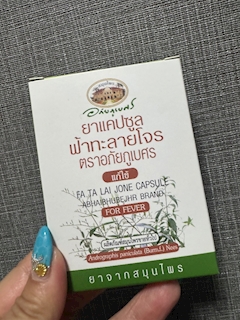 อภัยภูเบศร
ยาแคปซูล
ฟ้าทะลายโจร
ตราอภัยภูเบศร
แก้ไข้
FA TA LAI JONE CAPSULE
ABHAIBHUBEJHR BRAND
FOR FEVER
Andrographis paniculata (Burm.f.) Nees
ยาจากสมุนไพร